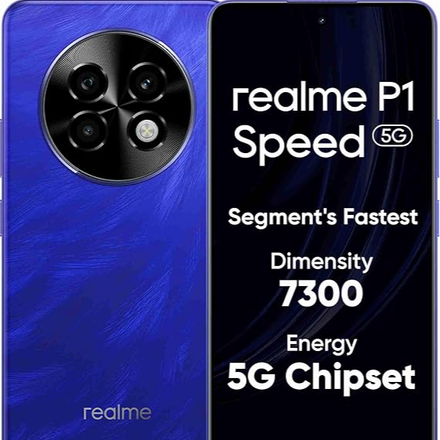 realme P1
Speed 5G
Segment's Fastest
Dimensity
7300
Energy
5G Chipset
realme